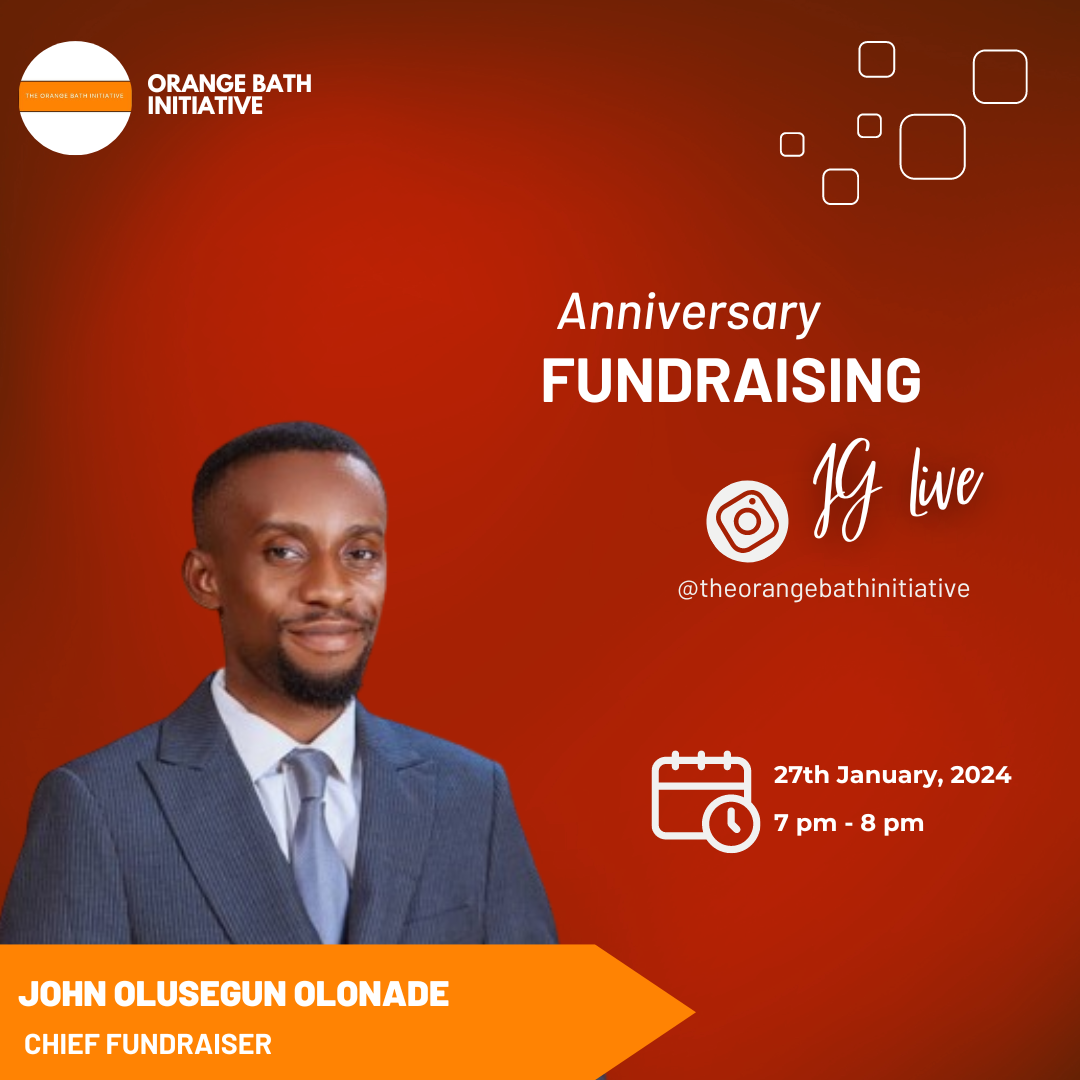 THE ORANGE BATH INITIATIVE
ORANGE BATH
INITIATIVE
Anniversary
FUNDRAISING
IG Live
@theorangebathinitiative
27th January, 2024
7 pm - 8 pm
JOHN OLUSEGUN OLONADE
CHIEF FUNDRAISER